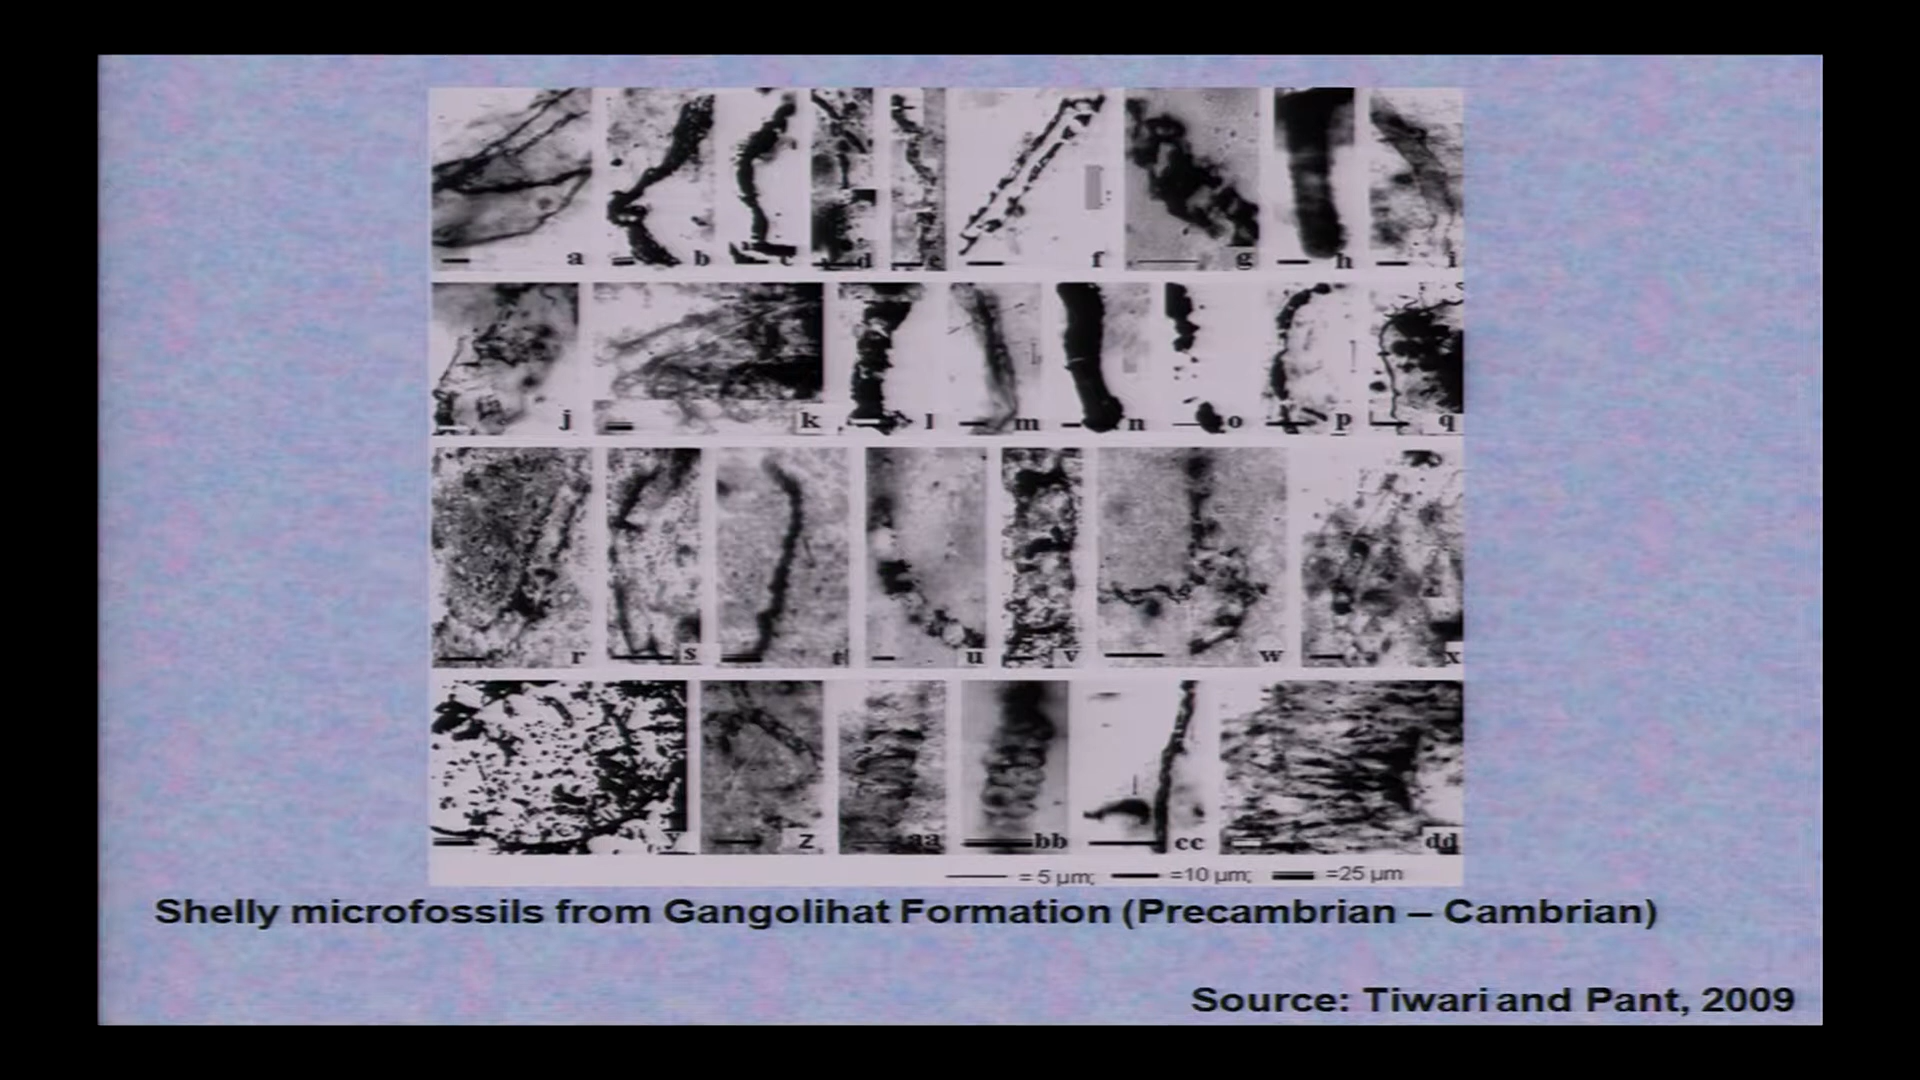 a b c d e f g h i
j k l m n o p q
r s t u v w x
y z aa bb cc dd
= 5 µm; =10 µm; =25 µm
Shelly microfossils from Gangolihat Formation (Precambrian – Cambrian)
Source: Tiwari and Pant, 2009